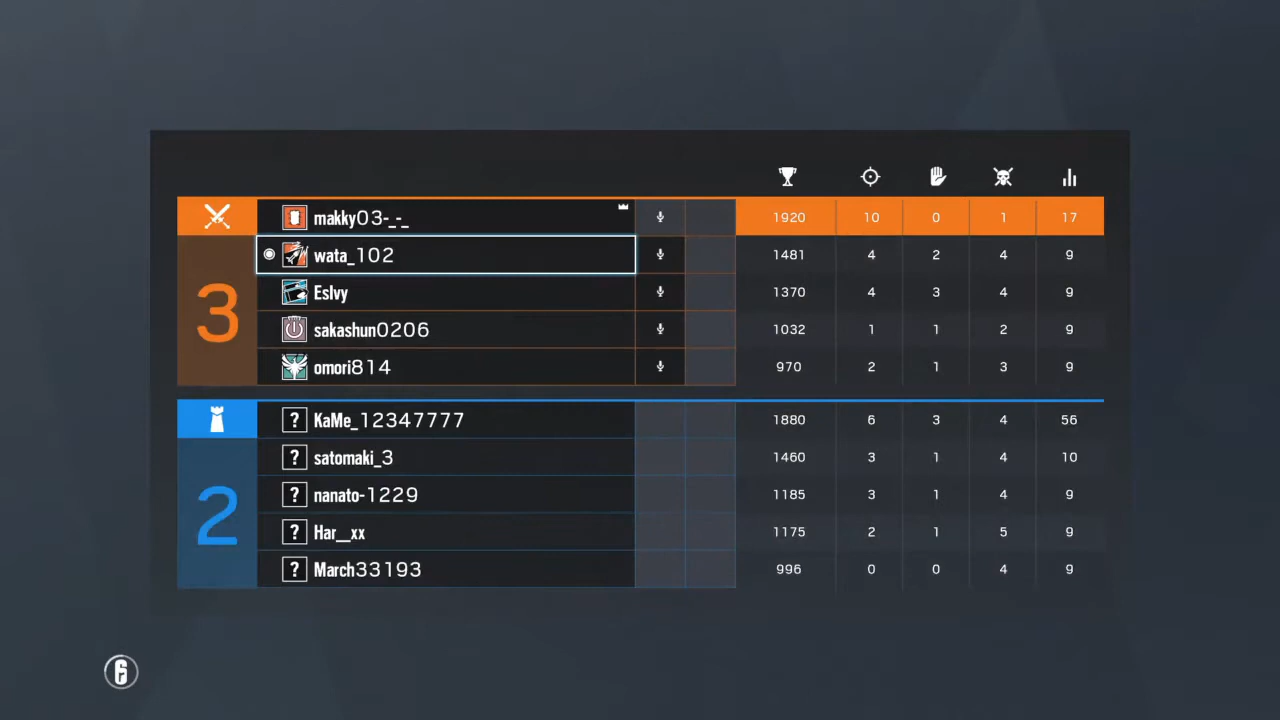 makky03-_-_ 1920 10 0 1 17
wata_102 1481 4 2 4 9
3
EsIvy 1370 4 3 4 9
sakashun0206 1032 1 1 2 9
omori814 970 2 1 3 9
KaMe_12347777 1880 6 3 4 56
satomaki_3 1460 3 1 4 10
2
nanato-1229 1185 3 1 4 9
Har__xx 1175 2 1 5 9
March33193 996 0 0 4 9
6